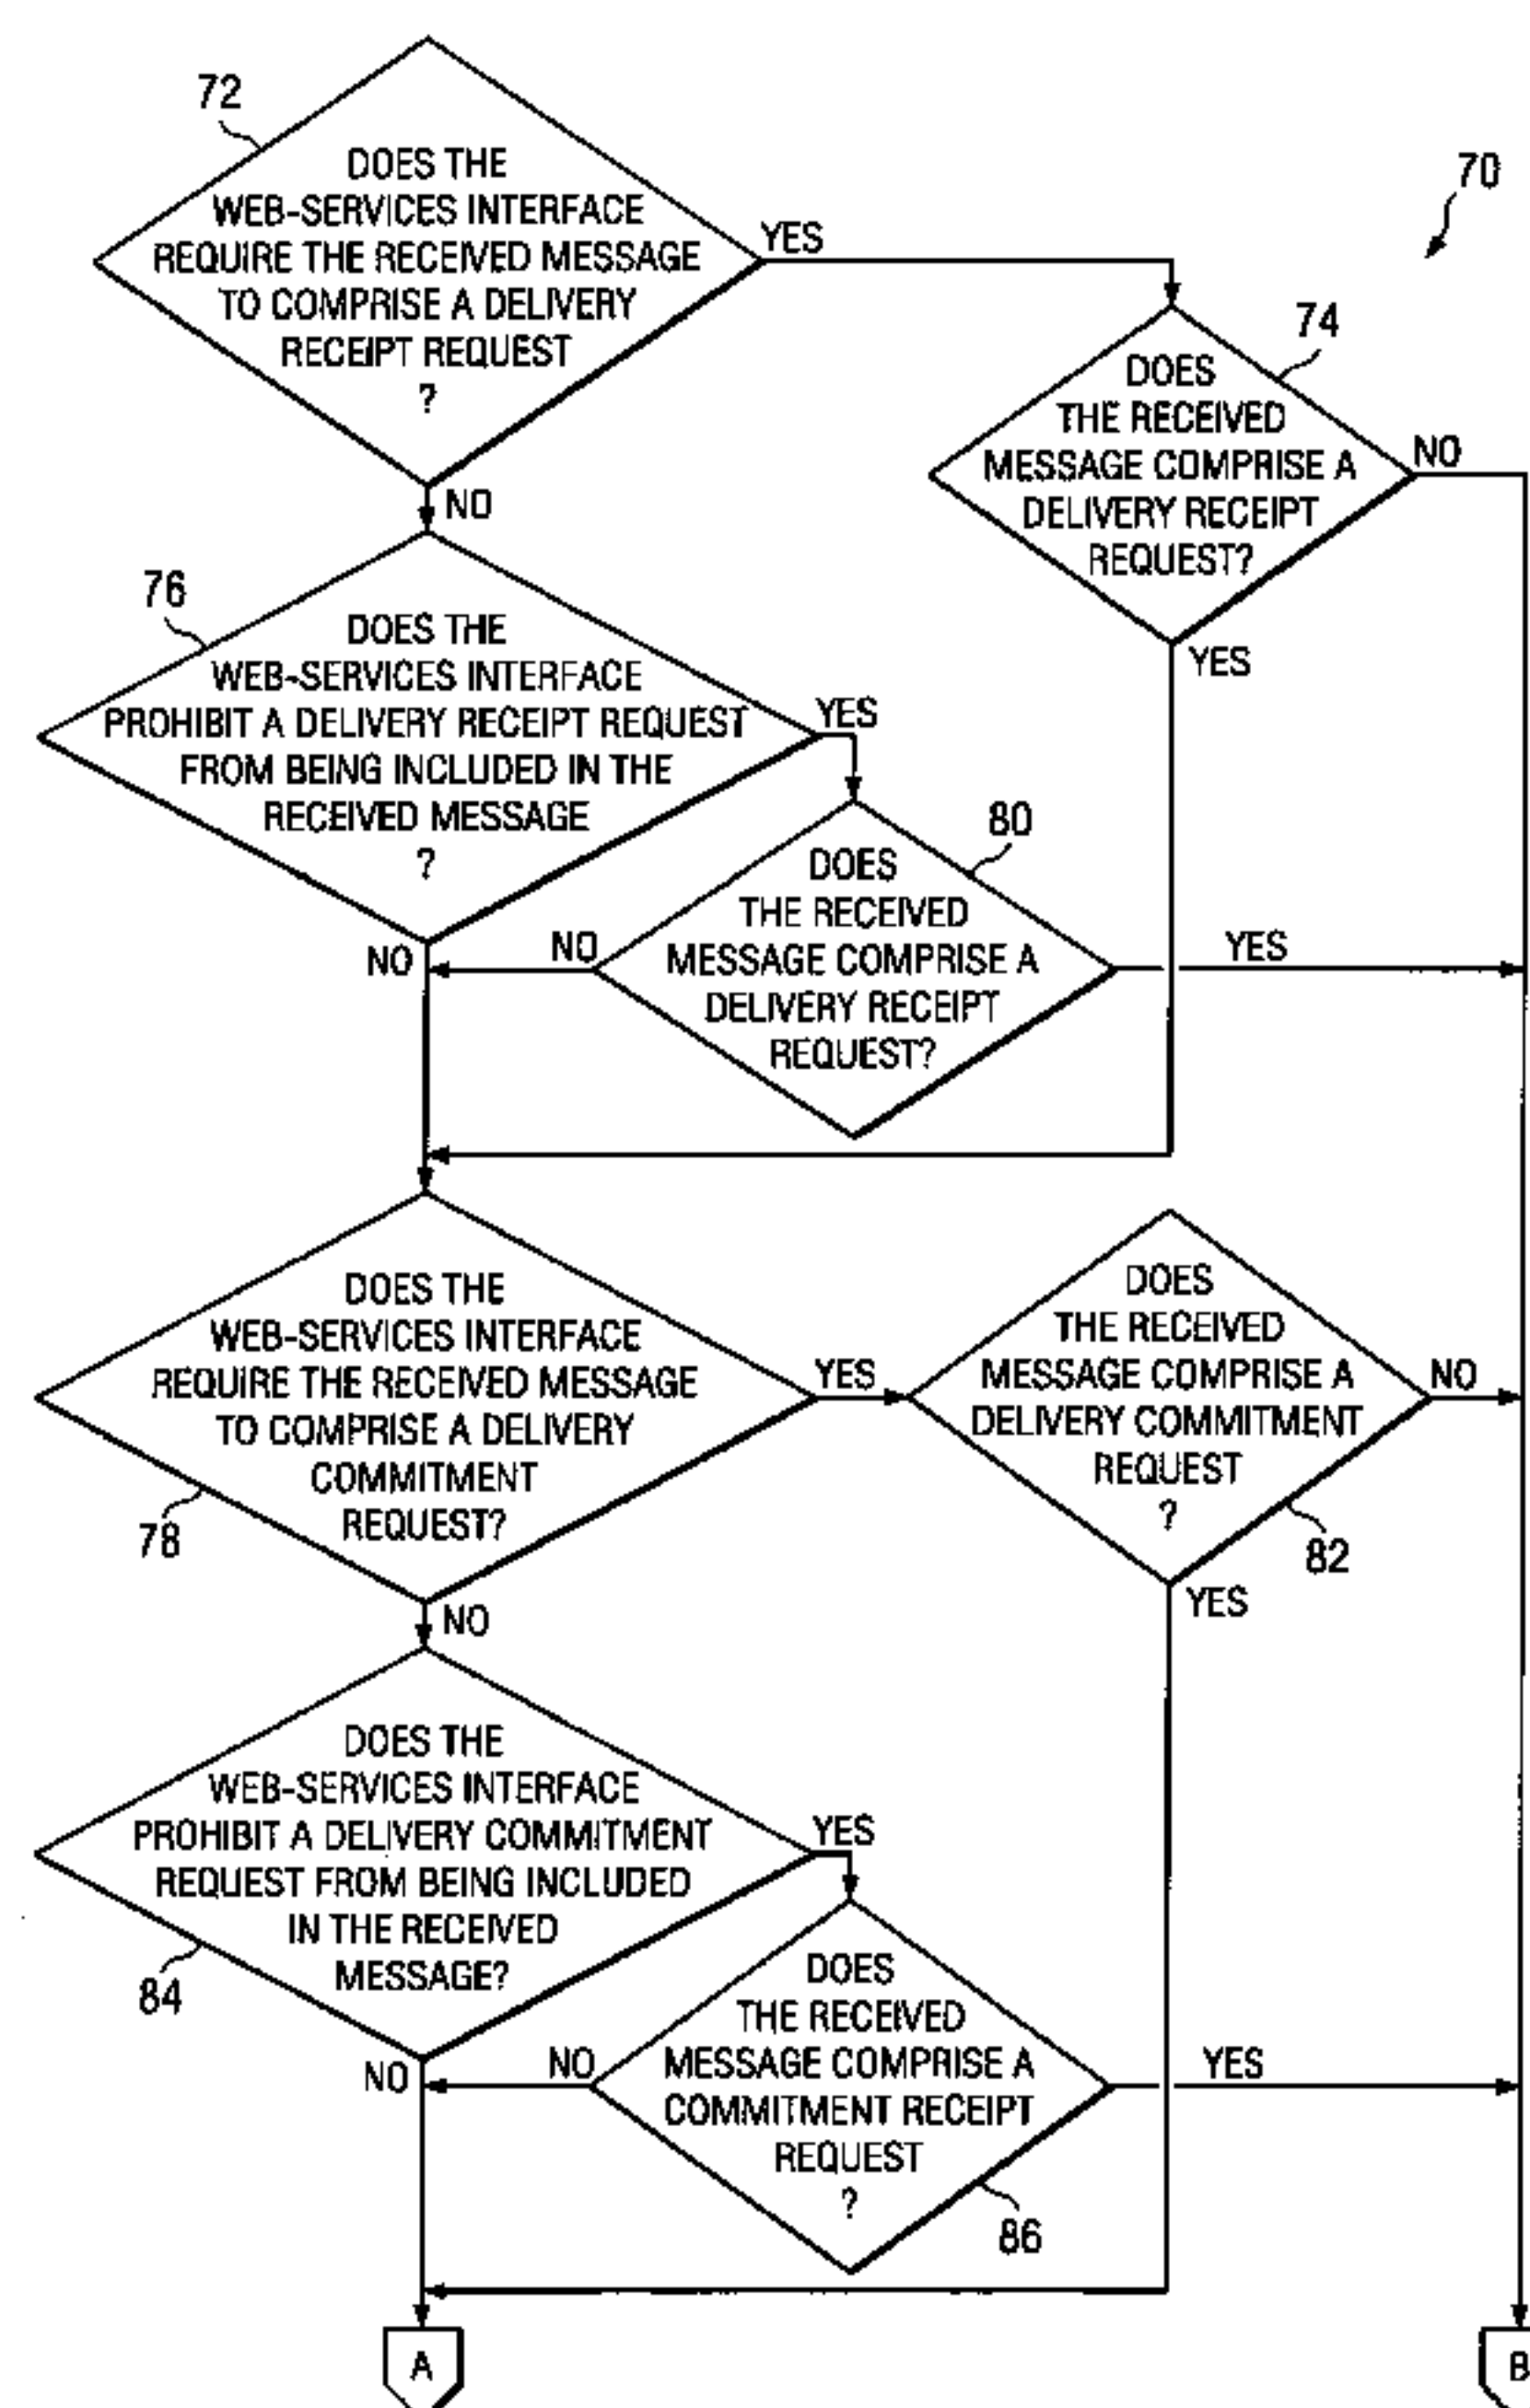 72
DOES THE
WEB-SERVICES INTERFACE
REQUIRE THE RECEIVED MESSAGE
TO COMPRISE A DELIVERY
RECEIPT REQUEST
?
YES
NO
70
74
DOES
THE RECEIVED
MESSAGE COMPRISE A
DELIVERY RECEIPT
REQUEST?
NO
YES
76
DOES THE
WEB-SERVICES INTERFACE
PROHIBIT A DELIVERY RECEIPT REQUEST
FROM BEING INCLUDED IN THE
RECEIVED MESSAGE
?
YES
NO
80
DOES
THE RECEIVED
MESSAGE COMPRISE A
DELIVERY RECEIPT
REQUEST?
NO
YES
DOES THE
WEB-SERVICES INTERFACE
REQUIRE THE RECEIVED MESSAGE
TO COMPRISE A DELIVERY
COMMITMENT
REQUEST?
78
YES
NO
DOES
THE RECEIVED
MESSAGE COMPRISE A
DELIVERY COMMITMENT
REQUEST
?
82
NO
YES
DOES THE
WEB-SERVICES INTERFACE
PROHIBIT A DELIVERY COMMITMENT
REQUEST FROM BEING INCLUDED
IN THE RECEIVED
MESSAGE?
84
YES
NO
DOES
THE RECEIVED
MESSAGE COMPRISE A
COMMITMENT RECEIPT
REQUEST
?
86
NO
YES
A
B